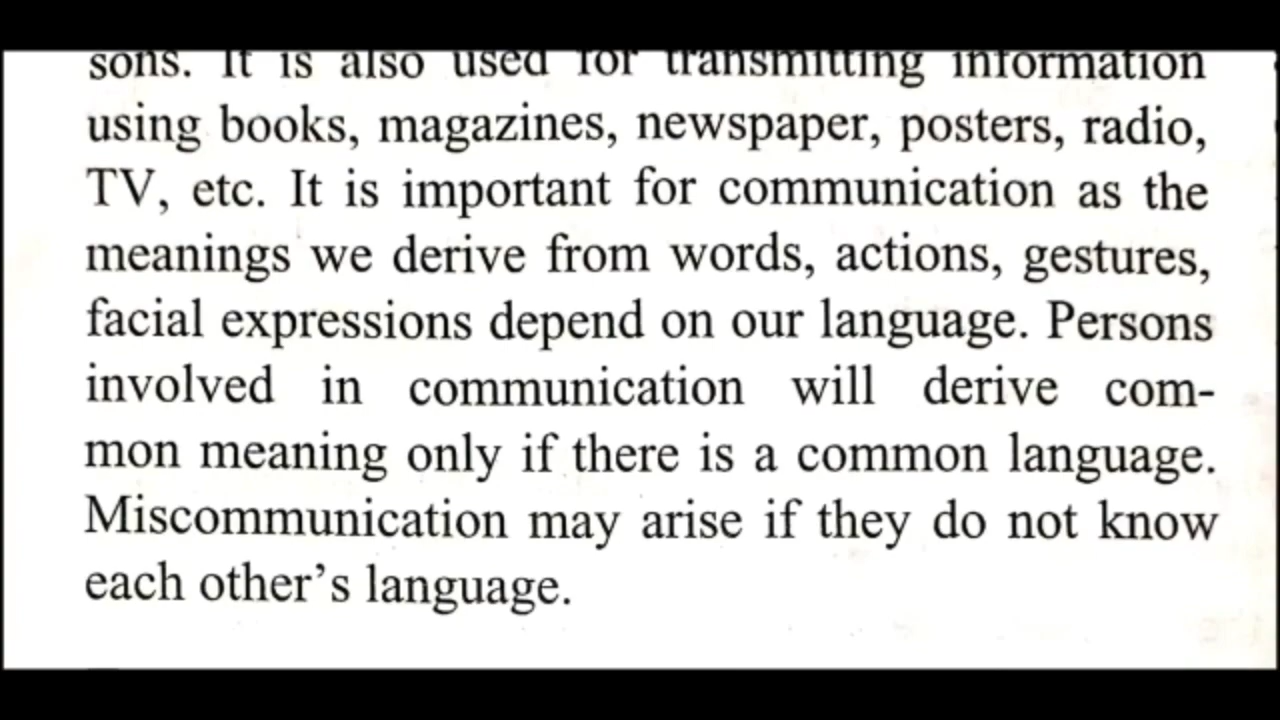 sons. It is also used for transmitting information
using books, magazines, newspaper, posters, radio,
TV, etc. It is important for communication as the
meanings we derive from words, actions, gestures,
facial expressions depend on our language. Persons
involved in communication will derive com-
mon meaning only if there is a common language.
Miscommunication may arise if they do not know
each other’s language.